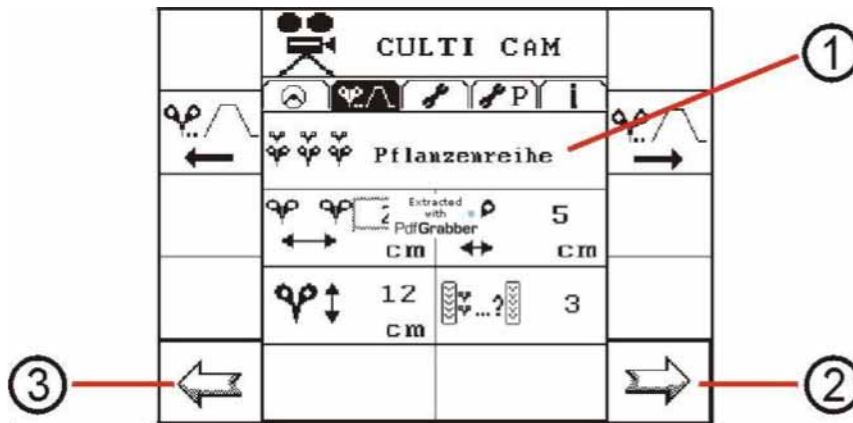 CULTI CAM
P
i
Pflanzenreihe
Extracted
with
PdfGrabber
5
cm
cm
12
cm
...?
3
1
2
3